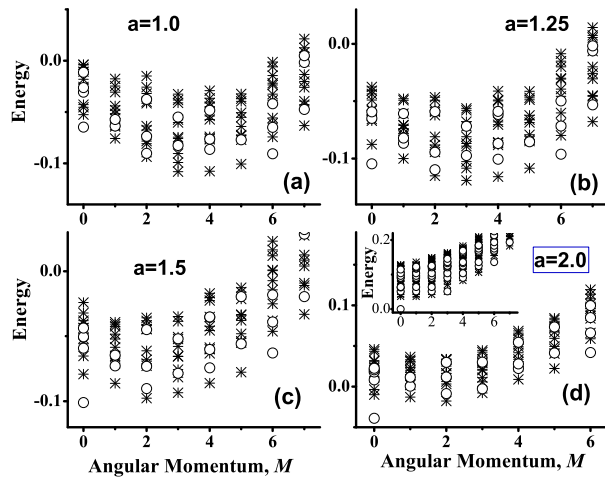 a=1.0
a=1.25
0.0
-0.1
Energy
0.0
-0.1
(a)
(b)
0 2 4 6
0 2 4 6
a=1.5
a=2.0
0.0
-0.1
Energy
0.2
0.0
Energy
0 2 4 6
0.1
0.0
(c)
(d)
0 2 4 6
0 2 4 6
Angular Momentum, M
Angular Momentum, M